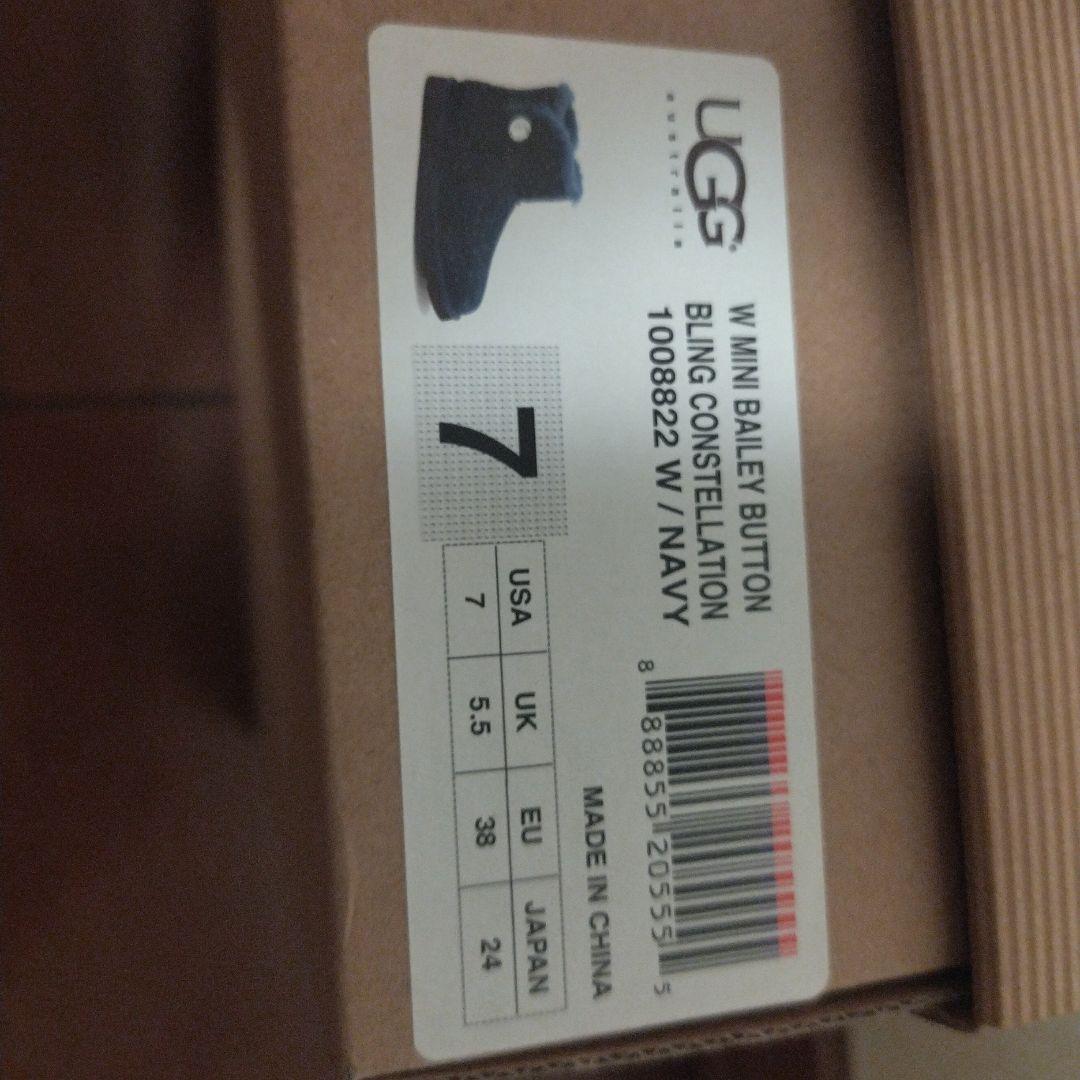 UGG®
australia
W MINI BAILEY BUTTON
BLING CONSTELLATION
1008822 W / NAVY
8 88855 20555 5
MADE IN CHINA
7
USA UK EU JAPAN
7 5.5 38 24